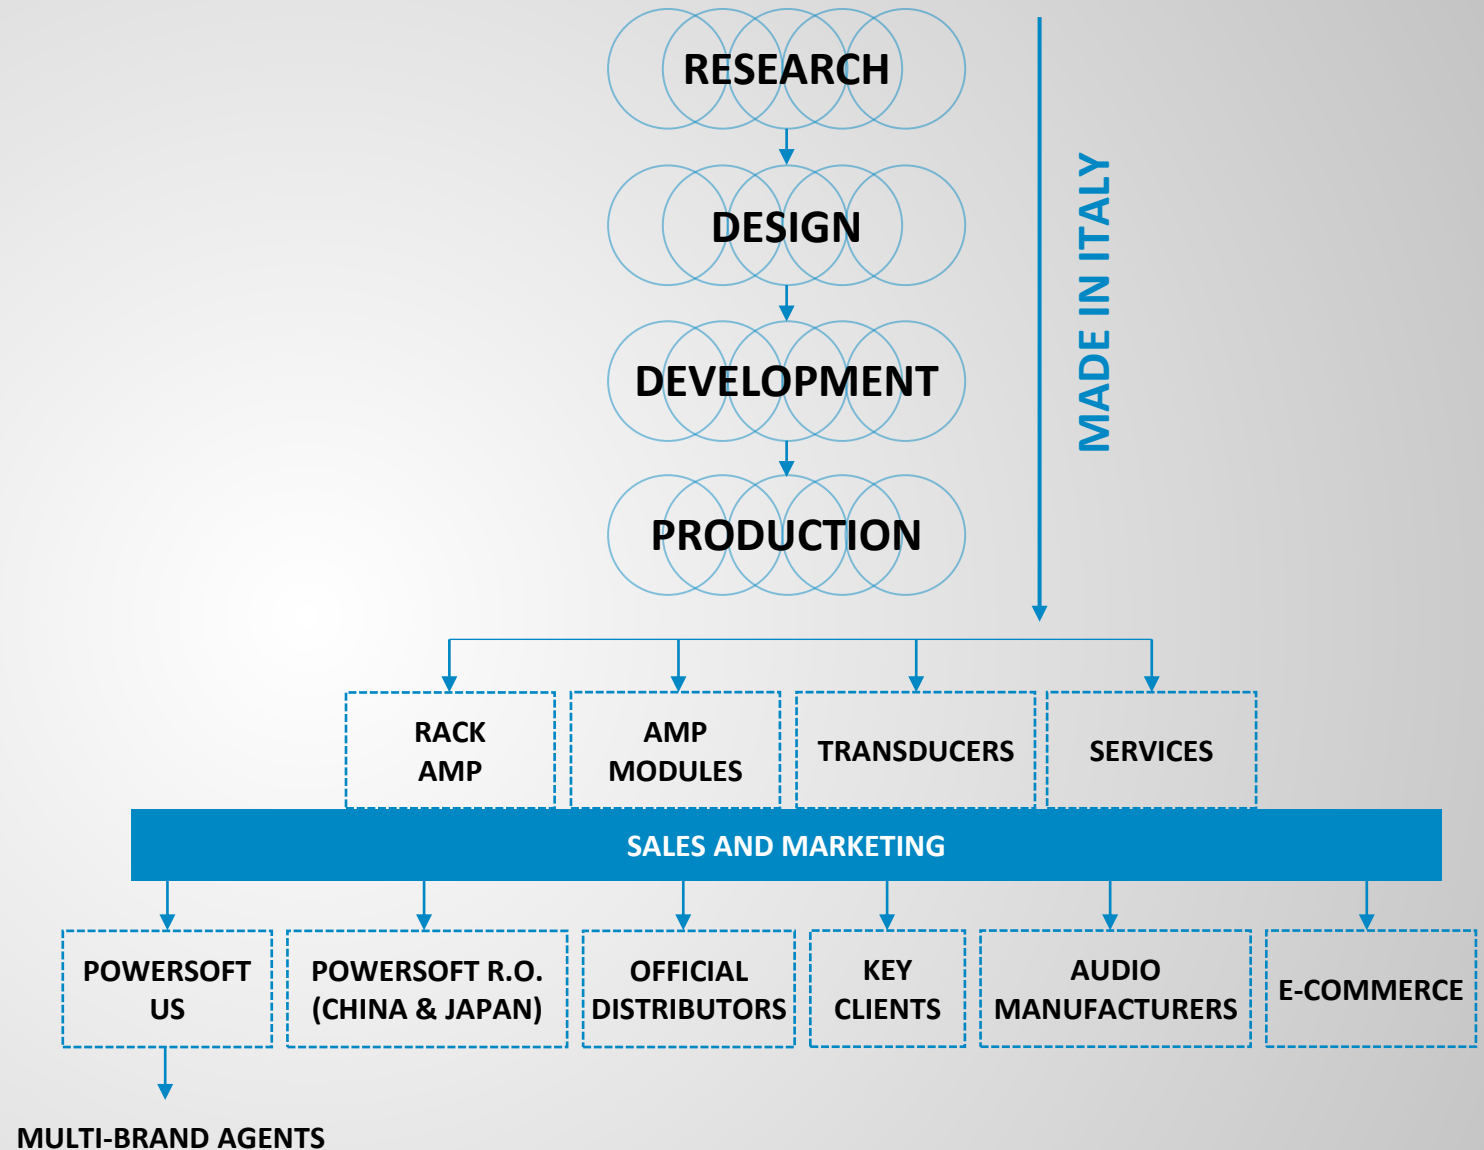 RESEARCH
DESIGN
DEVELOPMENT
PRODUCTION
MADE IN ITALY
RACK
AMP
AMP
MODULES
TRANSDUCERS
SERVICES
SALES AND MARKETING
POWERSOFT
US
POWERSOFT R.O.
(CHINA & JAPAN)
OFFICIAL
DISTRIBUTORS
KEY
CLIENTS
AUDIO
MANUFACTURERS
E-COMMERCE
MULTI-BRAND AGENTS